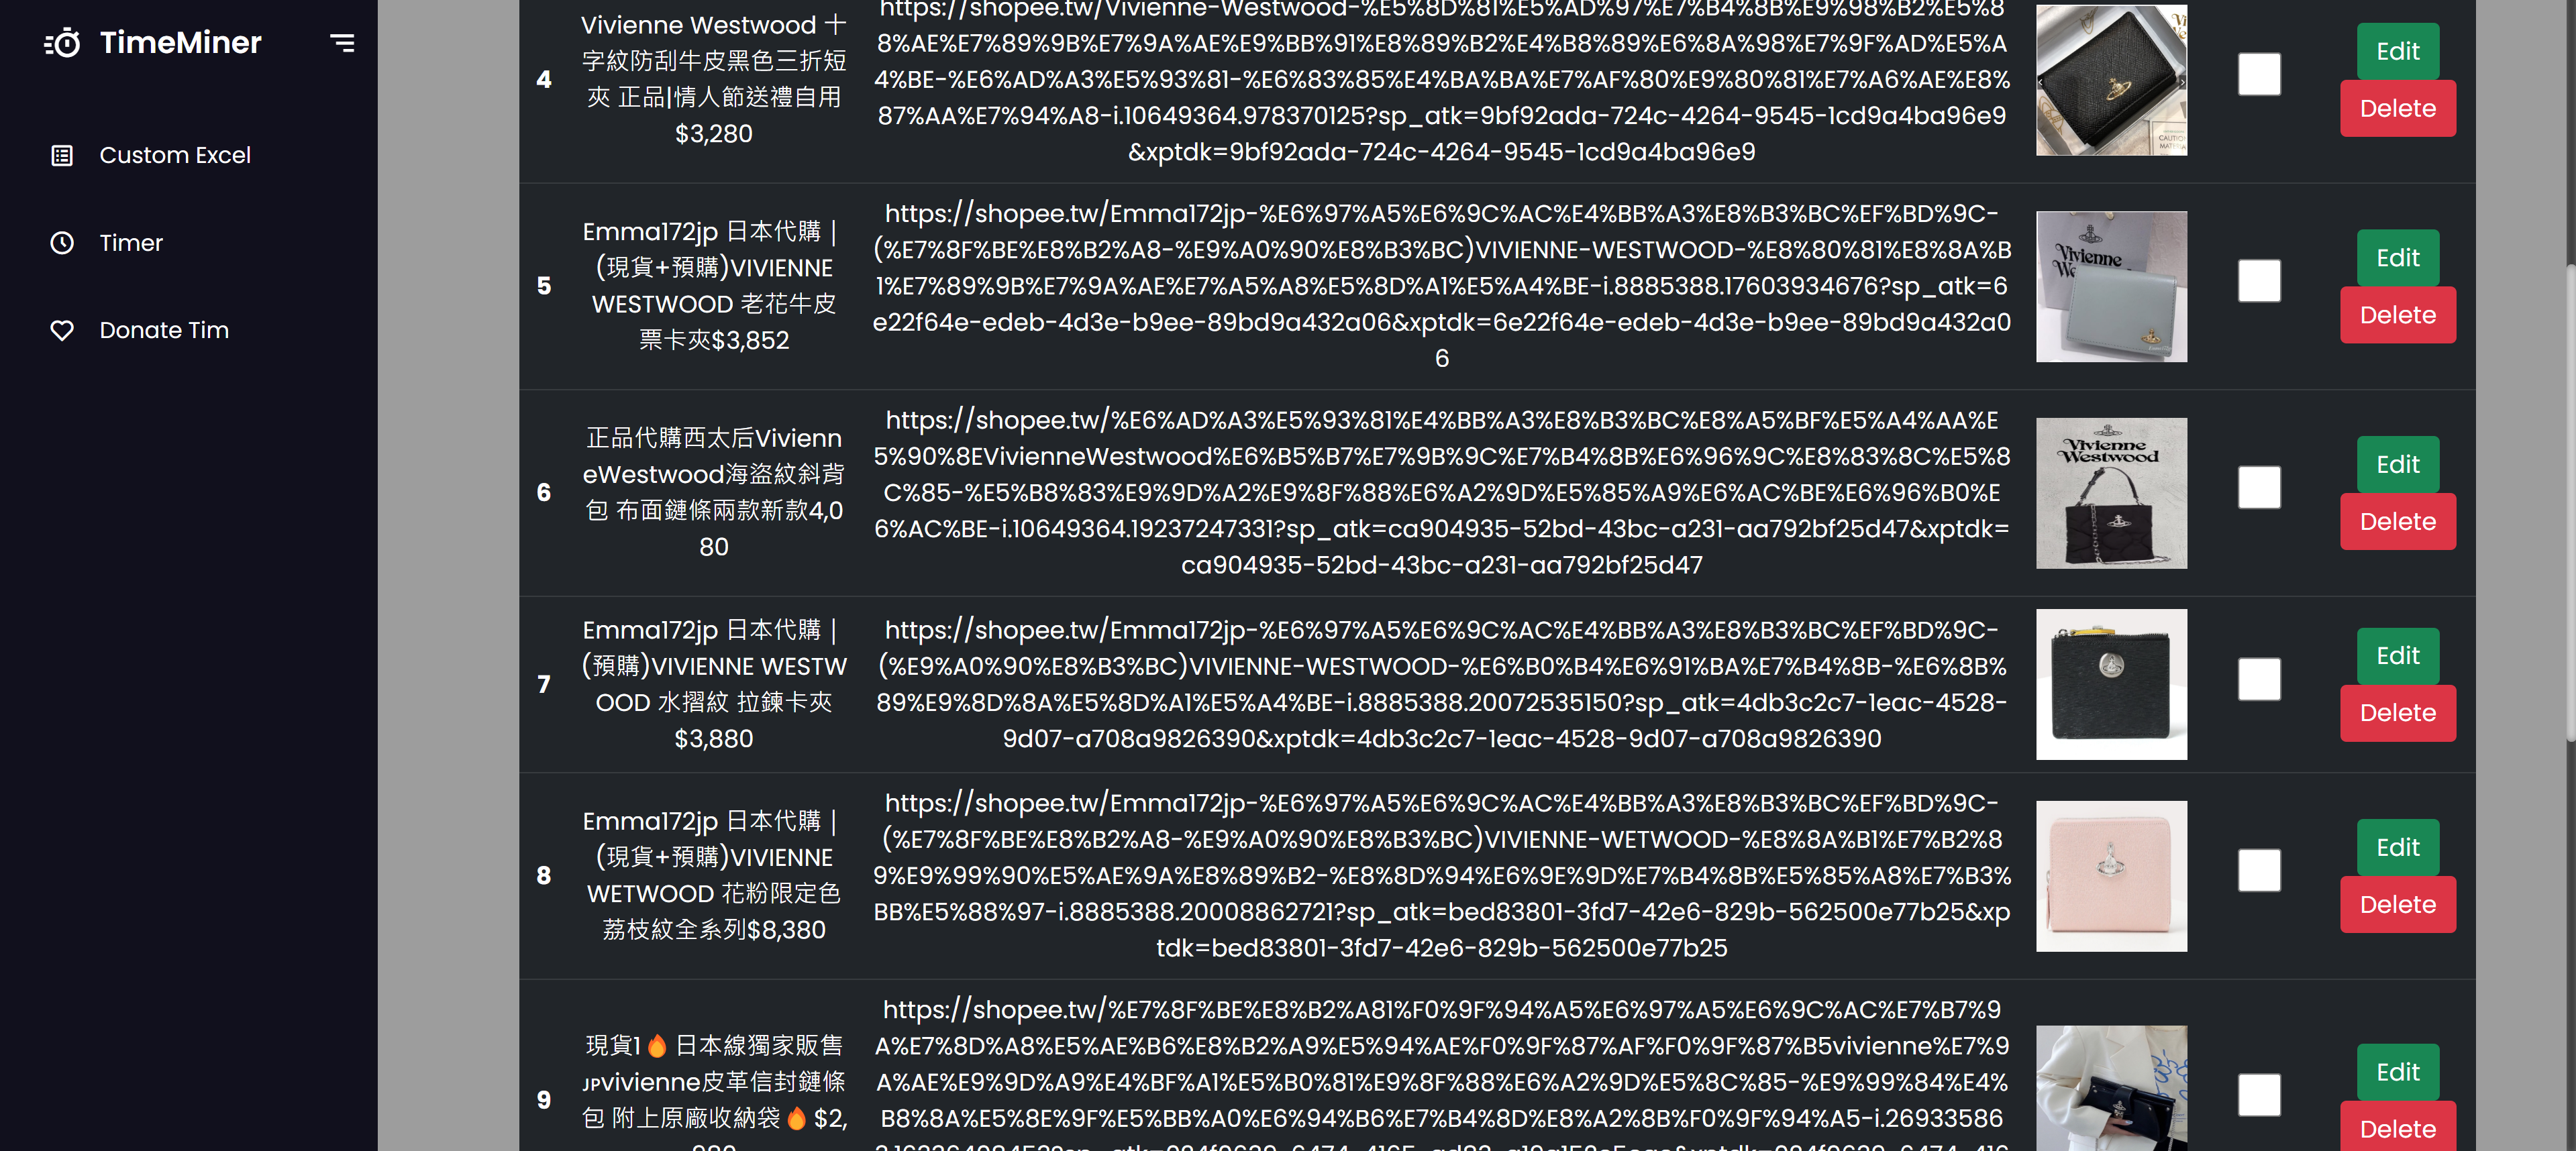 TimeMiner
Custom Excel
Timer
Donate Tim
4
Vivienne Westwood 十
字紋防刮牛皮黑色三折短
夾 正品|情人節送禮自用
$3,280
https://shopee.tw/Vivienne-Westwood-%E5%8D%81%E5%AD%97%E7%B4%8B%E9%98%B2%E5%8
8%AE%E7%89%9B%E7%9A%AE%E9%BB%91%E8%89%B2%E4%B8%89%E6%8A%98%E7%9F%AD%E5%A
4%BE-%E6%AD%A3%E5%93%81-%E6%83%85%E4%BA%BA%E7%AF%80%E9%80%81%E7%A6%AE%E8%
87%AA%E7%94%A8-i.10649364.978370125?sp_atk=9bf92ada-724c-4264-9545-1cd9a4ba96e9
&xptdk=9bf92ada-724c-4264-9545-1cd9a4ba96e9
Edit
Delete
5
Emma172jp 日本代購｜
(現貨+預購)VIVIENNE
WESTWOOD 老花牛皮
票卡夾$3,852
https://shopee.tw/Emma172jp-%E6%97%A5%E6%9C%AC%E4%BB%A3%E8%B3%BC%EF%BD%9C-
(%E7%8F%BE%E8%B2%A8-%E9%A0%90%E8%B3%BC)VIVIENNE-WESTWOOD-%E8%80%81%E8%8A%B
1%E7%89%9B%E7%9A%AE%E7%A5%A8%E5%8D%A1%E5%A4%BE-i.8885388.17603934676?sp_atk=6
e22f64e-edeb-4d3e-b9ee-89bd9a432a06&xptdk=6e22f64e-edeb-4d3e-b9ee-89bd9a432a0
6
Vivienne
Edit
Delete
6
正品代購西太后Vivienn
eWestwood海盜紋斜背
包 布面鏈條兩款新款4,0
80
https://shopee.tw/%E6%AD%A3%E5%93%81%E4%BB%A3%E8%B3%BC%E8%A5%BF%E5%A4%AA%E
5%90%8EVivienneWestwood%E6%B5%B7%E7%9B%9C%E7%B4%8B%E6%96%9C%E8%83%8C%E5%8
C%85-%E5%B8%83%E9%9D%A2%E9%8F%88%E6%A2%9D%E5%85%A9%E6%AC%BE%E6%96%B0%E
6%AC%BE-i.10649364.19237247331?sp_atk=ca904935-52bd-43bc-a231-aa792bf25d47&xptdk=
ca904935-52bd-43bc-a231-aa792bf25d47
Vivienne
Westwood
Edit
Delete
7
Emma172jp 日本代購｜
(預購)VIVIENNE WESTW
OOD 水摺紋 拉鍊卡夾
$3,880
https://shopee.tw/Emma172jp-%E6%97%A5%E6%9C%AC%E4%BB%A3%E8%B3%BC%EF%BD%9C-
(%E9%A0%90%E8%B3%BC)VIVIENNE-WESTWOOD-%E6%B0%B4%E6%91%BA%E7%B4%8B-%E6%8B%
89%E9%8D%8A%E5%8D%A1%E5%A4%BE-i.8885388.20072535150?sp_atk=4db3c2c7-1eac-4528-
9d07-a708a9826390&xptdk=4db3c2c7-1eac-4528-9d07-a708a9826390
Edit
Delete
8
Emma172jp 日本代購｜
(現貨+預購)VIVIENNE
WETWOOD 花粉限定色
荔枝紋全系列$8,380
https://shopee.tw/Emma172jp-%E6%97%A5%E6%9C%AC%E4%BB%A3%E8%B3%BC%EF%BD%9C-
(%E7%8F%BE%E8%B2%A8-%E9%A0%90%E8%B3%BC)VIVIENNE-WETWOOD-%E8%8A%B1%E7%B2%8
9%E9%99%90%E5%AE%9A%E8%89%B2-%E8%8D%94%E6%9E%9D%E7%B4%8B%E5%85%A8%E7%B3%
BB%E5%88%97-i.8885388.20008862721?sp_atk=bed83801-3fd7-42e6-829b-562500e77b25&xp
tdk=bed83801-3fd7-42e6-829b-562500e77b25
Edit
Delete
9
現貨1🔥日本線獨家販售
🇯🇵vivienne皮革信封鏈條
包 附上原廠收納袋🔥$2,
https://shopee.tw/%E7%8F%BE%E8%B2%A81%F0%9F%94%A5%E6%97%A5%E6%9C%AC%E7%B7%9
A%E7%8D%A8%E5%AE%B6%E8%B2%A9%E5%94%AE%F0%9F%87%AF%F0%9F%87%B5vivienne%E7%9
A%AE%E9%9D%A9%E4%BF%A1%E5%B0%81%E9%8F%88%E6%A2%9D%E5%8C%85-%E9%99%84%E4%
B8%8A%E5%8E%9F%E5%BB%A0%E6%94%B6%E7%B4%8D%E8%A2%8B%F0%9F%94%A5-i.26933586
Edit
Delete